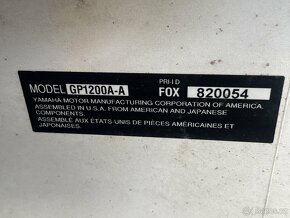 PRI-I.D
MODEL GP1200A-A FOX 820054
YAMAHA MOTOR MANUFACTURING CORPORATION OF AMERICA.
ASSEMBLED IN U.S.A. FROM AMERICAN AND JAPANESE
COMPONENTS.
ASSEMBLÉ AUX ÉTATS-UNIS DE PIÈCES AMÉRICAINES ET
JAPONAISES.